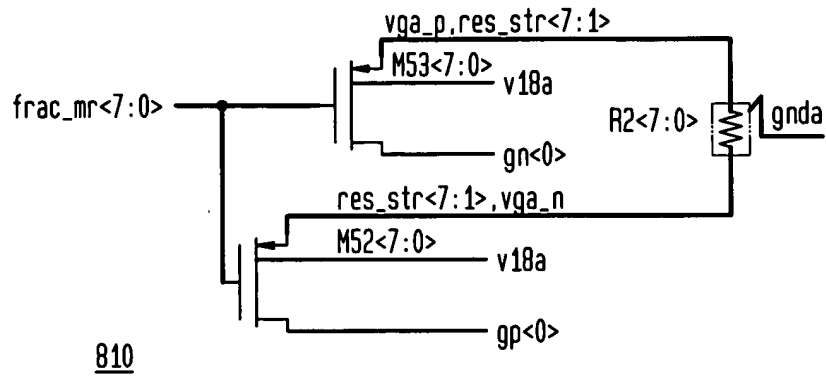 vga_p,res_str<7:1>
M53<7:0>
v18a
frac_mr<7:0>
R2<7:0>
gnda
gn<0>
res_str<7:1>,vga_n
M52<7:0>
v18a
gp<0>
810